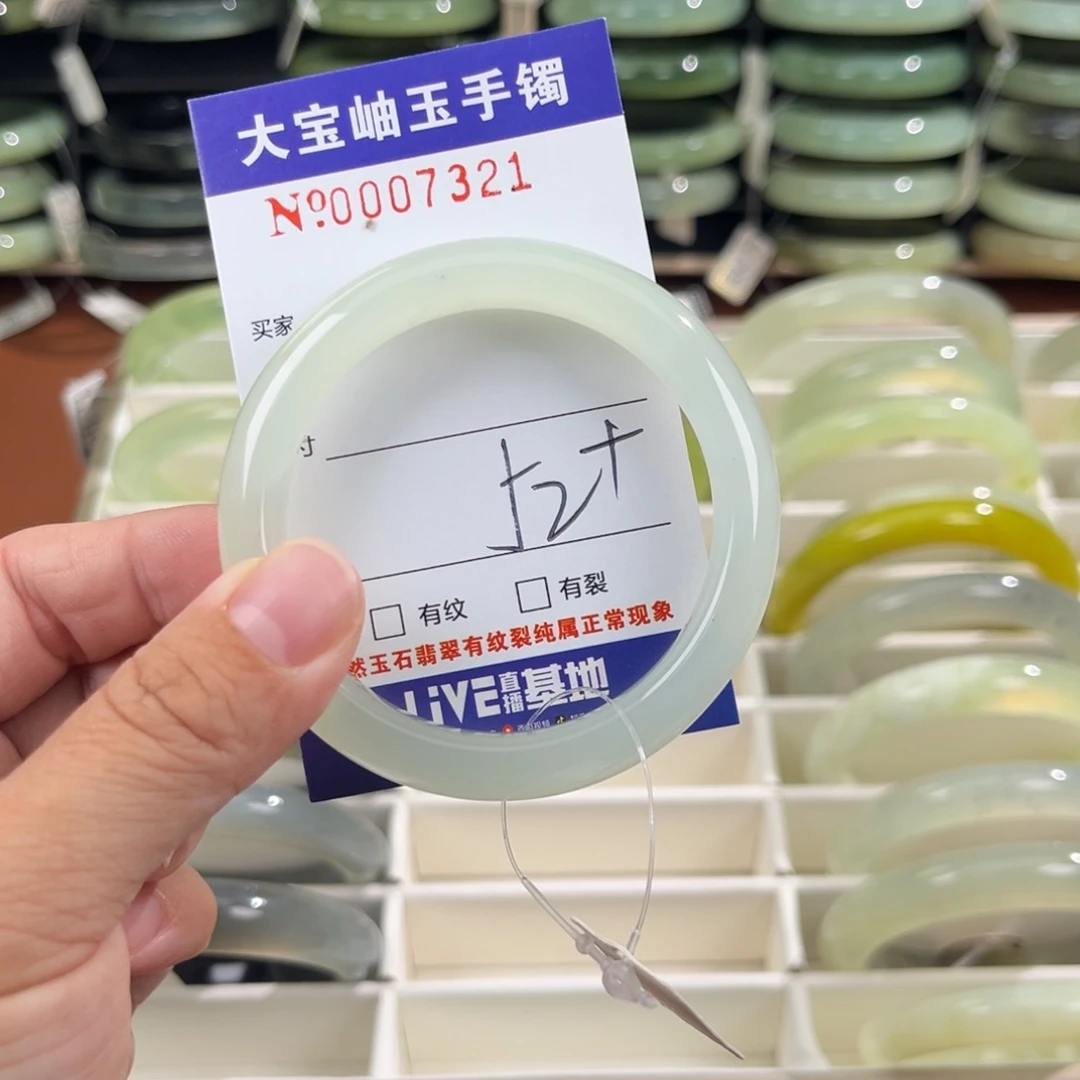 大宝岫玉手镯
№0007321
买家
寸
52+
□ 有纹 □ 有裂
然玉石翡翠有纹裂纯属正常现象
LiVE直播基地